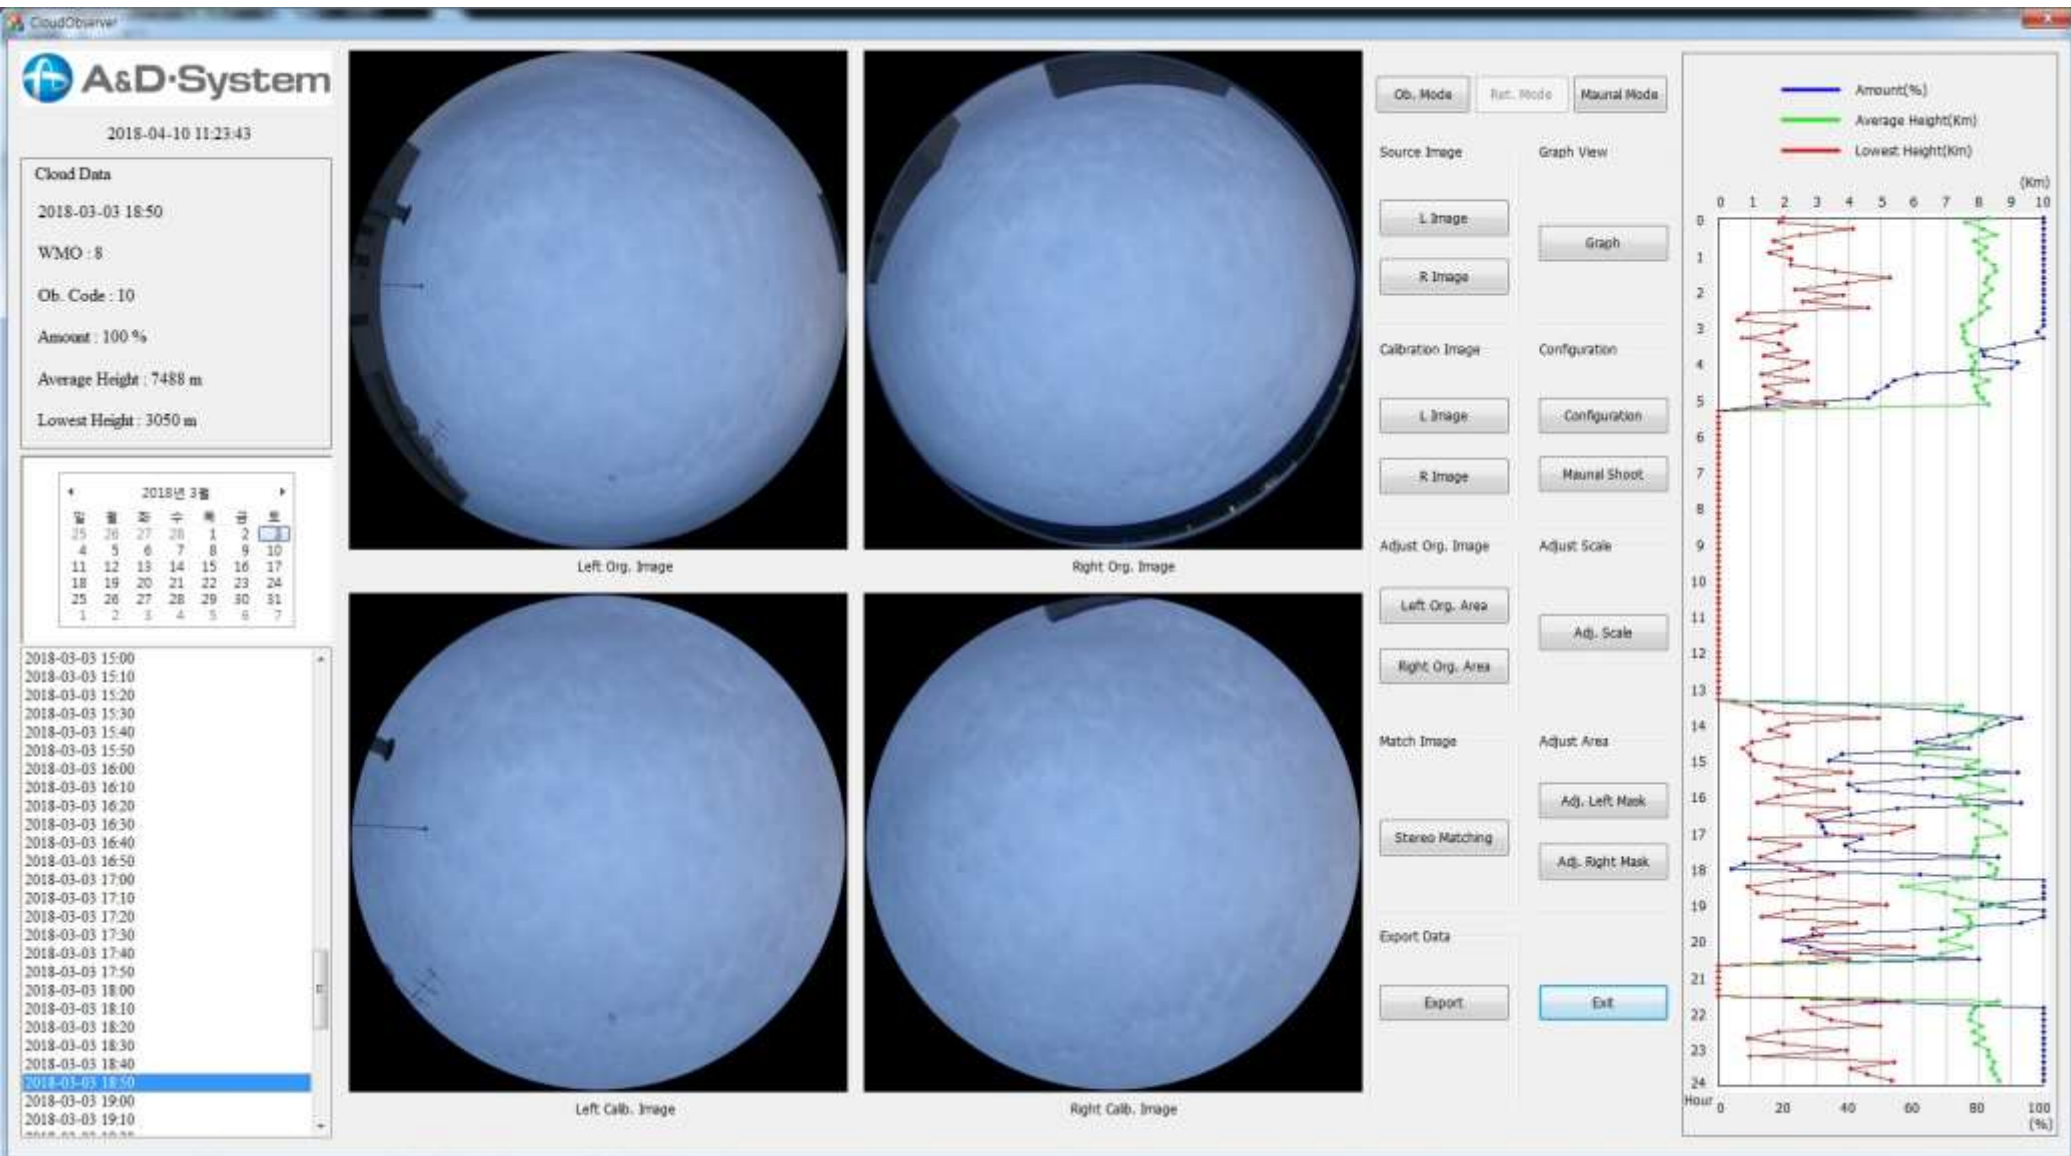 CloudObserver
A&D·System
2018-04-10 11:23:43
Cloud Data
2018-03-03 18:50
WMO : 8
Ob. Code : 10
Amount : 100 %
Average Height : 7488 m
Lowest Height : 3050 m
2018년 3월
일 월 화 수 목 금 토
25 26 27 28 1 2 3
4 5 6 7 8 9 10
11 12 13 14 15 16 17
18 19 20 21 22 23 24
25 26 27 28 29 30 31
1 2 3 4 5 6 7
2018-03-03 15:00
2018-03-03 15:10
2018-03-03 15:20
2018-03-03 15:30
2018-03-03 15:40
2018-03-03 15:50
2018-03-03 16:00
2018-03-03 16:10
2018-03-03 16:20
2018-03-03 16:30
2018-03-03 16:40
2018-03-03 16:50
2018-03-03 17:00
2018-03-03 17:10
2018-03-03 17:20
2018-03-03 17:30
2018-03-03 17:40
2018-03-03 17:50
2018-03-03 18:00
2018-03-03 18:10
2018-03-03 18:20
2018-03-03 18:30
2018-03-03 18:40
2018-03-03 18:50
2018-03-03 19:00
2018-03-03 19:10
Left Org. Image
Right Org. Image
Left Calib. Image
Right Calib. Image
Ob. Mode Ret. Mode Maunal Mode
Source Image
L Image
R Image
Graph View
Graph
Calibration Image
L Image
R Image
Configuration
Configuration
Maunal Shoot
Adjust Org. Image
Left Org. Area
Right Org. Area
Adjust Scale
Adj. Scale
Match Image
Stereo Matching
Adjust Area
Adj. Left Mask
Adj. Right Mask
Export Data
Export
Exit
Amount(%)
Average Height(Km)
Lowest Height(Km)
(Km)
0 1 2 3 4 5 6 7 8 9 10
0
1
2
3
4
5
6
7
8
9
10
11
12
13
14
15
16
17
18
19
20
21
22
23
24
Hour
0 20 40 60 80 100
(%)